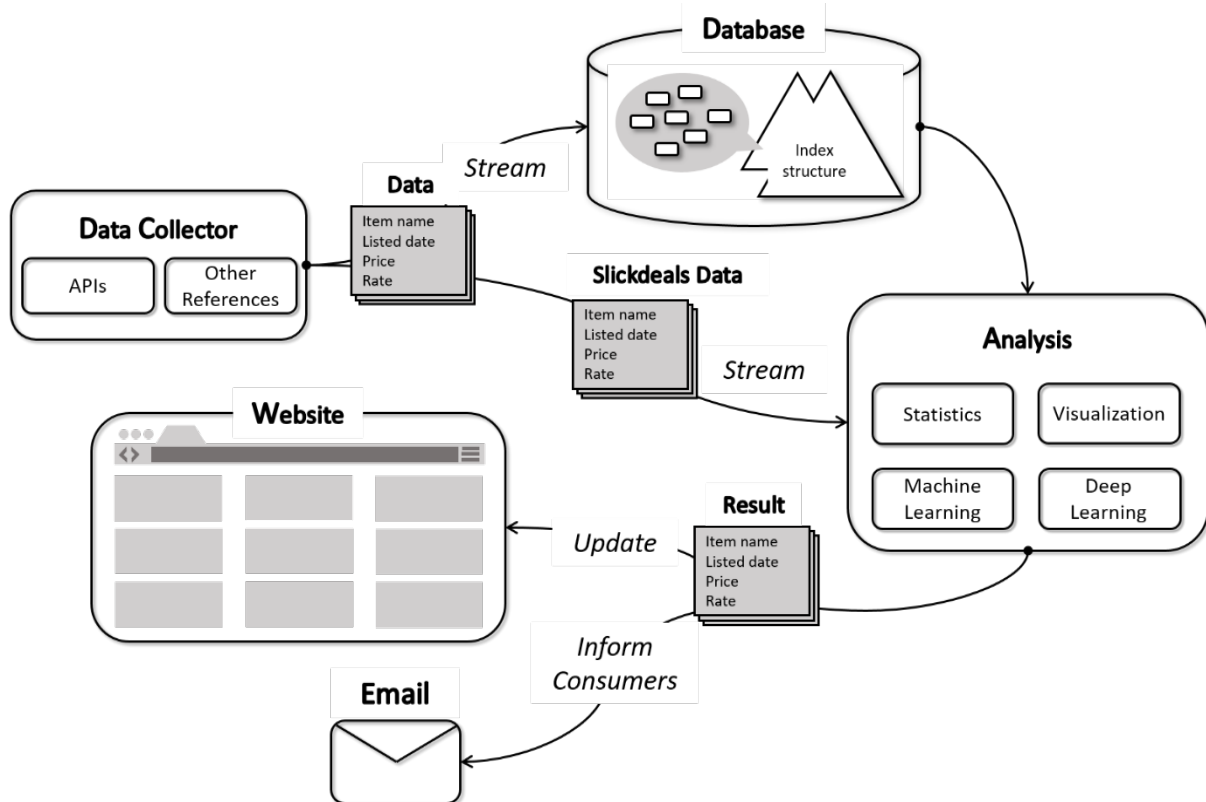 Database
Index
structure
Stream
Data
Item name
Listed date
Price
Rate
Data Collector
APIs
Other
References
Slickdeals Data
Item name
Listed date
Price
Rate
Stream
Analysis
Statistics
Visualization
Machine
Learning
Deep
Learning
Website
Result
Item name
Listed date
Price
Rate
Update
Inform
Consumers
Email